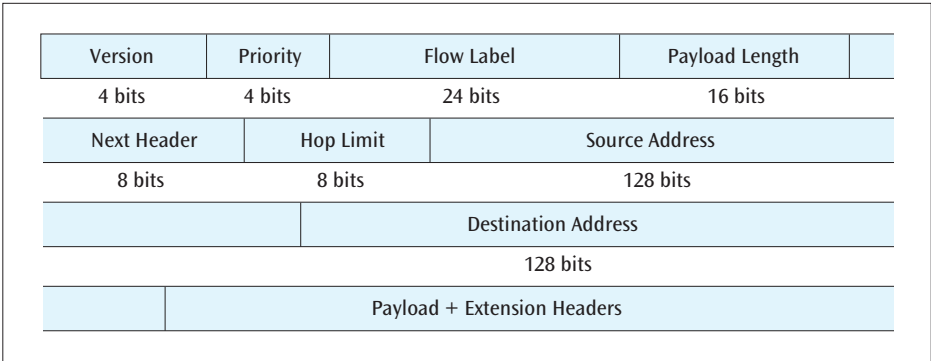 Version Priority Flow Label Payload Length
4 bits 4 bits 24 bits 16 bits
Next Header Hop Limit Source Address
8 bits 8 bits 128 bits
Destination Address
128 bits
Payload + Extension Headers